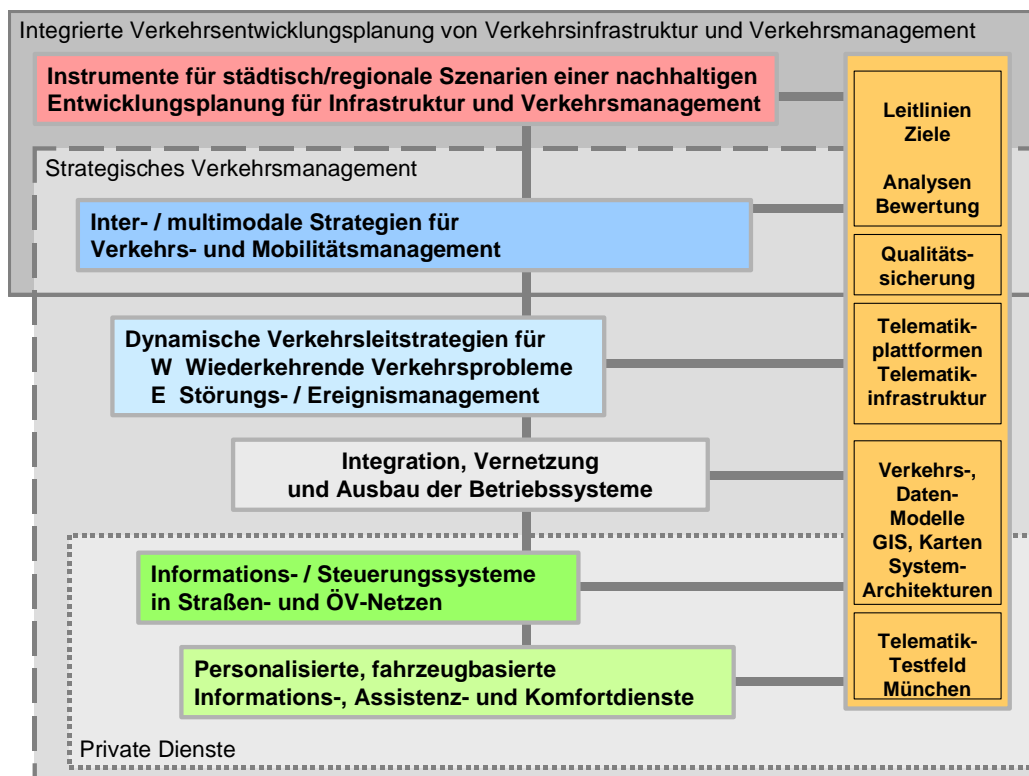 Integrierte Verkehrsentwicklungsplanung von Verkehrsinfrastruktur und Verkehrsmanagement
Instrumente für städtisch/regionale Szenarien einer nachhaltigen
Entwicklungsplanung für Infrastruktur und Verkehrsmanagement
Strategisches Verkehrsmanagement
Inter- / multimodale Strategien für
Verkehrs- und Mobilitätsmanagement
Dynamische Verkehrsleitstrategien für
W Wiederkehrende Verkehrsprobleme
E Störungs- / Ereignismanagement
Integration, Vernetzung
und Ausbau der Betriebssysteme
Informations- / Steuerungssysteme
in Straßen- und ÖV-Netzen
Personalisierte, fahrzeugbasierte
Informations-, Assistenz- und Komfortdienste
Private Dienste
Leitlinien
Ziele
Analysen
Bewertung
Qualitäts-
sicherung
Telematik-
plattformen
Telematik-
infrastruktur
Verkehrs-,
Daten-
Modelle
GIS, Karten
System-
Architekturen
Telematik-
Testfeld
München